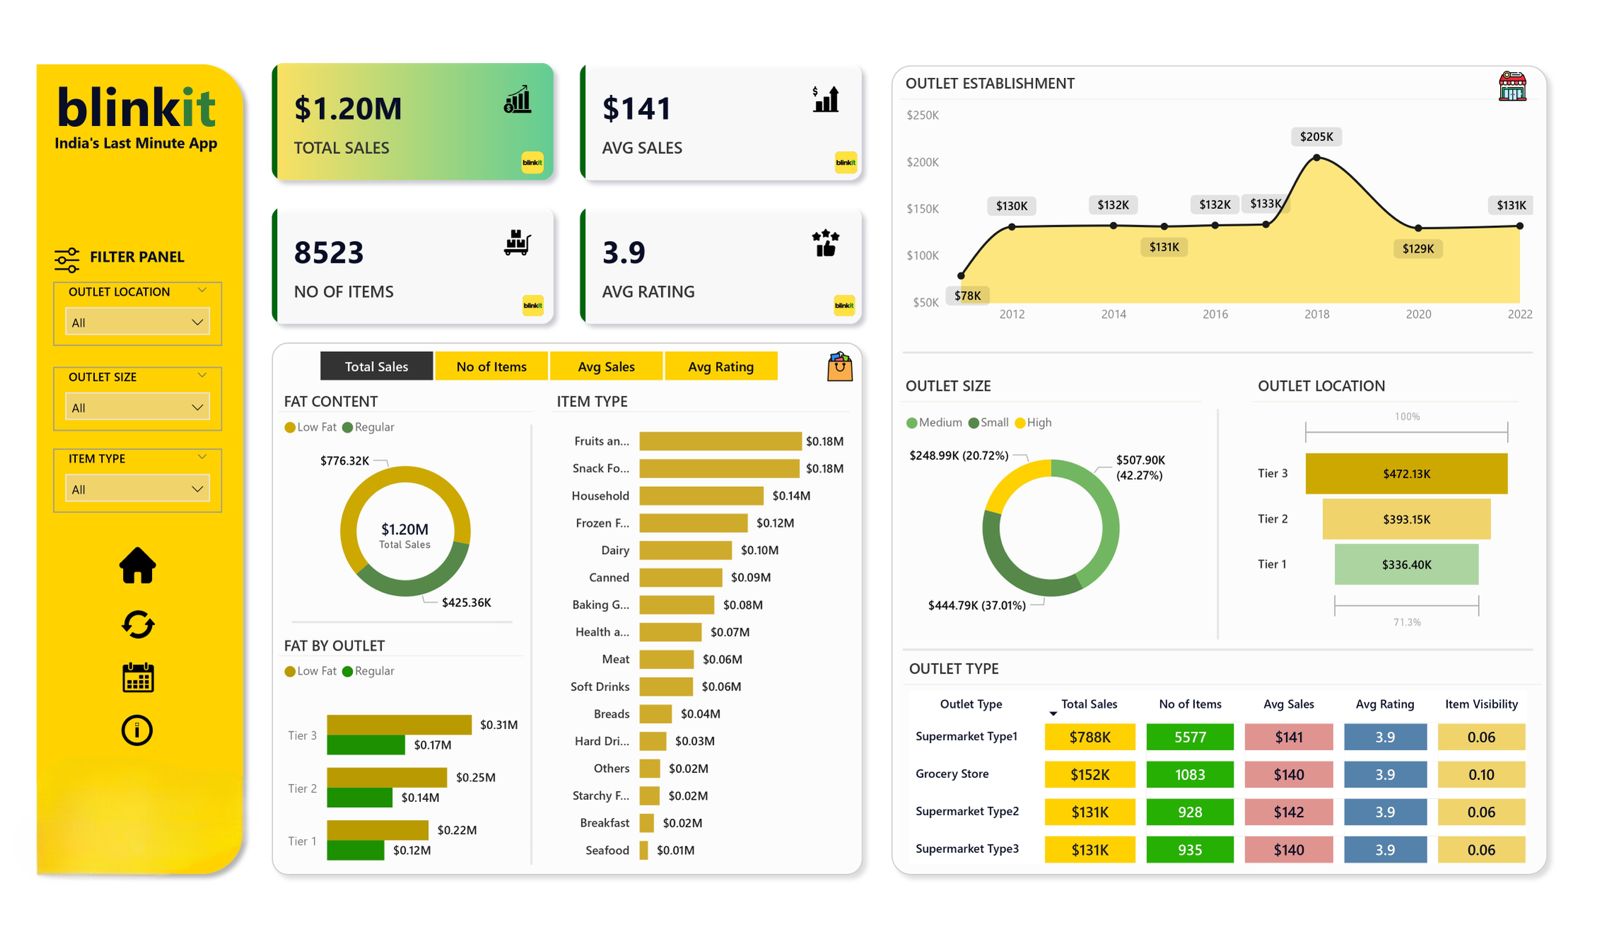 blinkit
India's Last Minute App
FILTER PANEL
OUTLET LOCATION
All
OUTLET SIZE
All
ITEM TYPE
All
$1.20M
TOTAL SALES
blinkit
$141
AVG SALES
blinkit
8523
NO OF ITEMS
blinkit
3.9
AVG RATING
blinkit
Total Sales
No of Items
Avg Sales
Avg Rating
FAT CONTENT
Low Fat Regular
$776.32K
$1.20M
Total Sales
$425.36K
FAT BY OUTLET
Low Fat Regular
Tier 3 $0.31M
$0.17M
Tier 2 $0.25M
$0.14M
Tier 1 $0.22M
$0.12M
ITEM TYPE
Fruits an... $0.18M
Snack Fo... $0.18M
Household $0.14M
Frozen F... $0.12M
Dairy $0.10M
Canned $0.09M
Baking G... $0.08M
Health a... $0.07M
Meat $0.06M
Soft Drinks $0.06M
Breads $0.04M
Hard Dri... $0.03M
Others $0.02M
Starchy F... $0.02M
Breakfast $0.02M
Seafood $0.01M
OUTLET ESTABLISHMENT
$250K
$200K
$150K
$100K
$50K
$78K
$130K
$132K
$131K
$132K
$133K
$205K
$129K
$131K
2012 2014 2016 2018 2020 2022
OUTLET SIZE
Medium Small High
$248.99K (20.72%)
$507.90K
(42.27%)
$444.79K (37.01%)
OUTLET LOCATION
100%
Tier 3 $472.13K
Tier 2 $393.15K
Tier 1 $336.40K
71.3%
OUTLET TYPE
Outlet Type Total Sales No of Items Avg Sales Avg Rating Item Visibility
Supermarket Type1 $788K 5577 $141 3.9 0.06
Grocery Store $152K 1083 $140 3.9 0.10
Supermarket Type2 $131K 928 $142 3.9 0.06
Supermarket Type3 $131K 935 $140 3.9 0.06